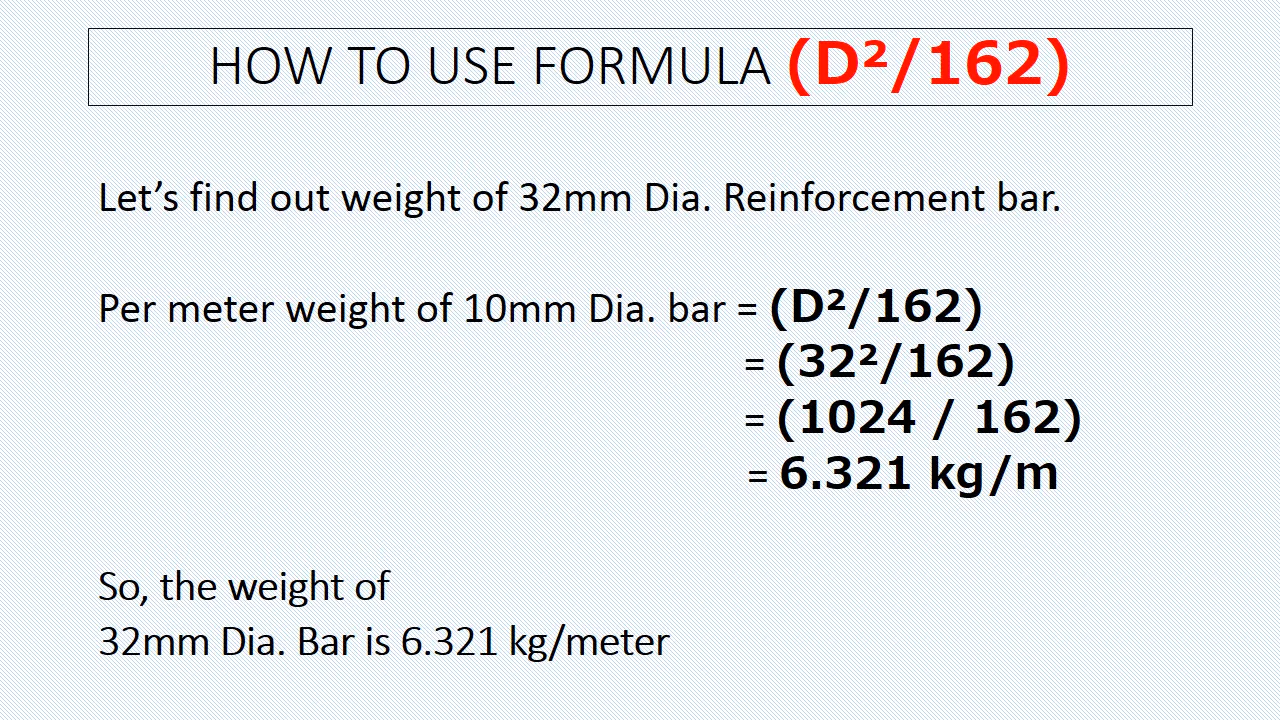 HOW TO USE FORMULA (D²/162)
Let’s find out weight of 32mm Dia. Reinforcement bar.
Per meter weight of 10mm Dia. bar = (D²/162)
= (32²/162)
= (1024 / 162)
= 6.321 kg/m
So, the weight of
32mm Dia. Bar is 6.321 kg/meter